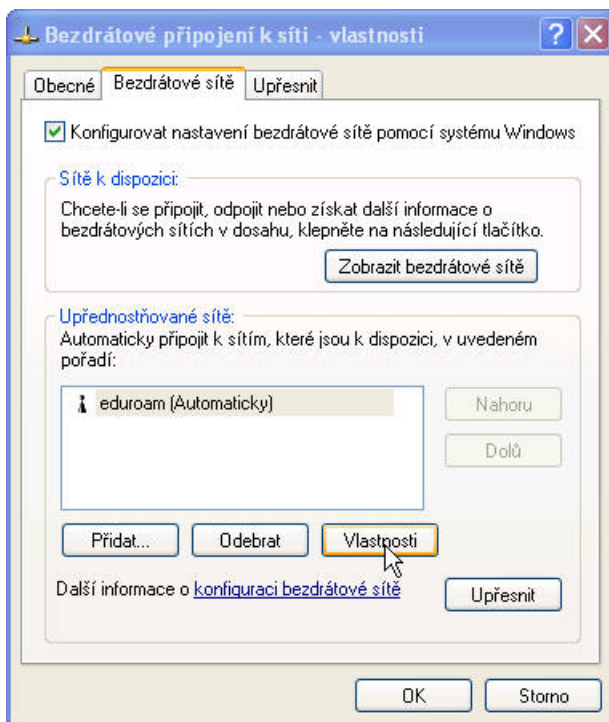 Bezdrátové připojení k síti - vlastnosti
?
Obecné
Bezdrátové sítě
Upřesnit
Konfigurovat nastavení bezdrátové sítě pomocí systému Windows
Sítě k dispozici:
Chcete-li se připojit, odpojit nebo získat další informace o
bezdrátových sítích v dosahu, klepněte na následující tlačítko.
Zobrazit bezdrátové sítě
Upřednostňované sítě:
Automaticky připojit k sítím, které jsou k dispozici, v uvedeném
pořadí:
eduroam (Automaticky)
Nahoru
Dolů
Přidat...
Odebrat
Vlastnosti
Další informace o konfiguraci bezdrátové sítě
Upřesnit
OK
Storno